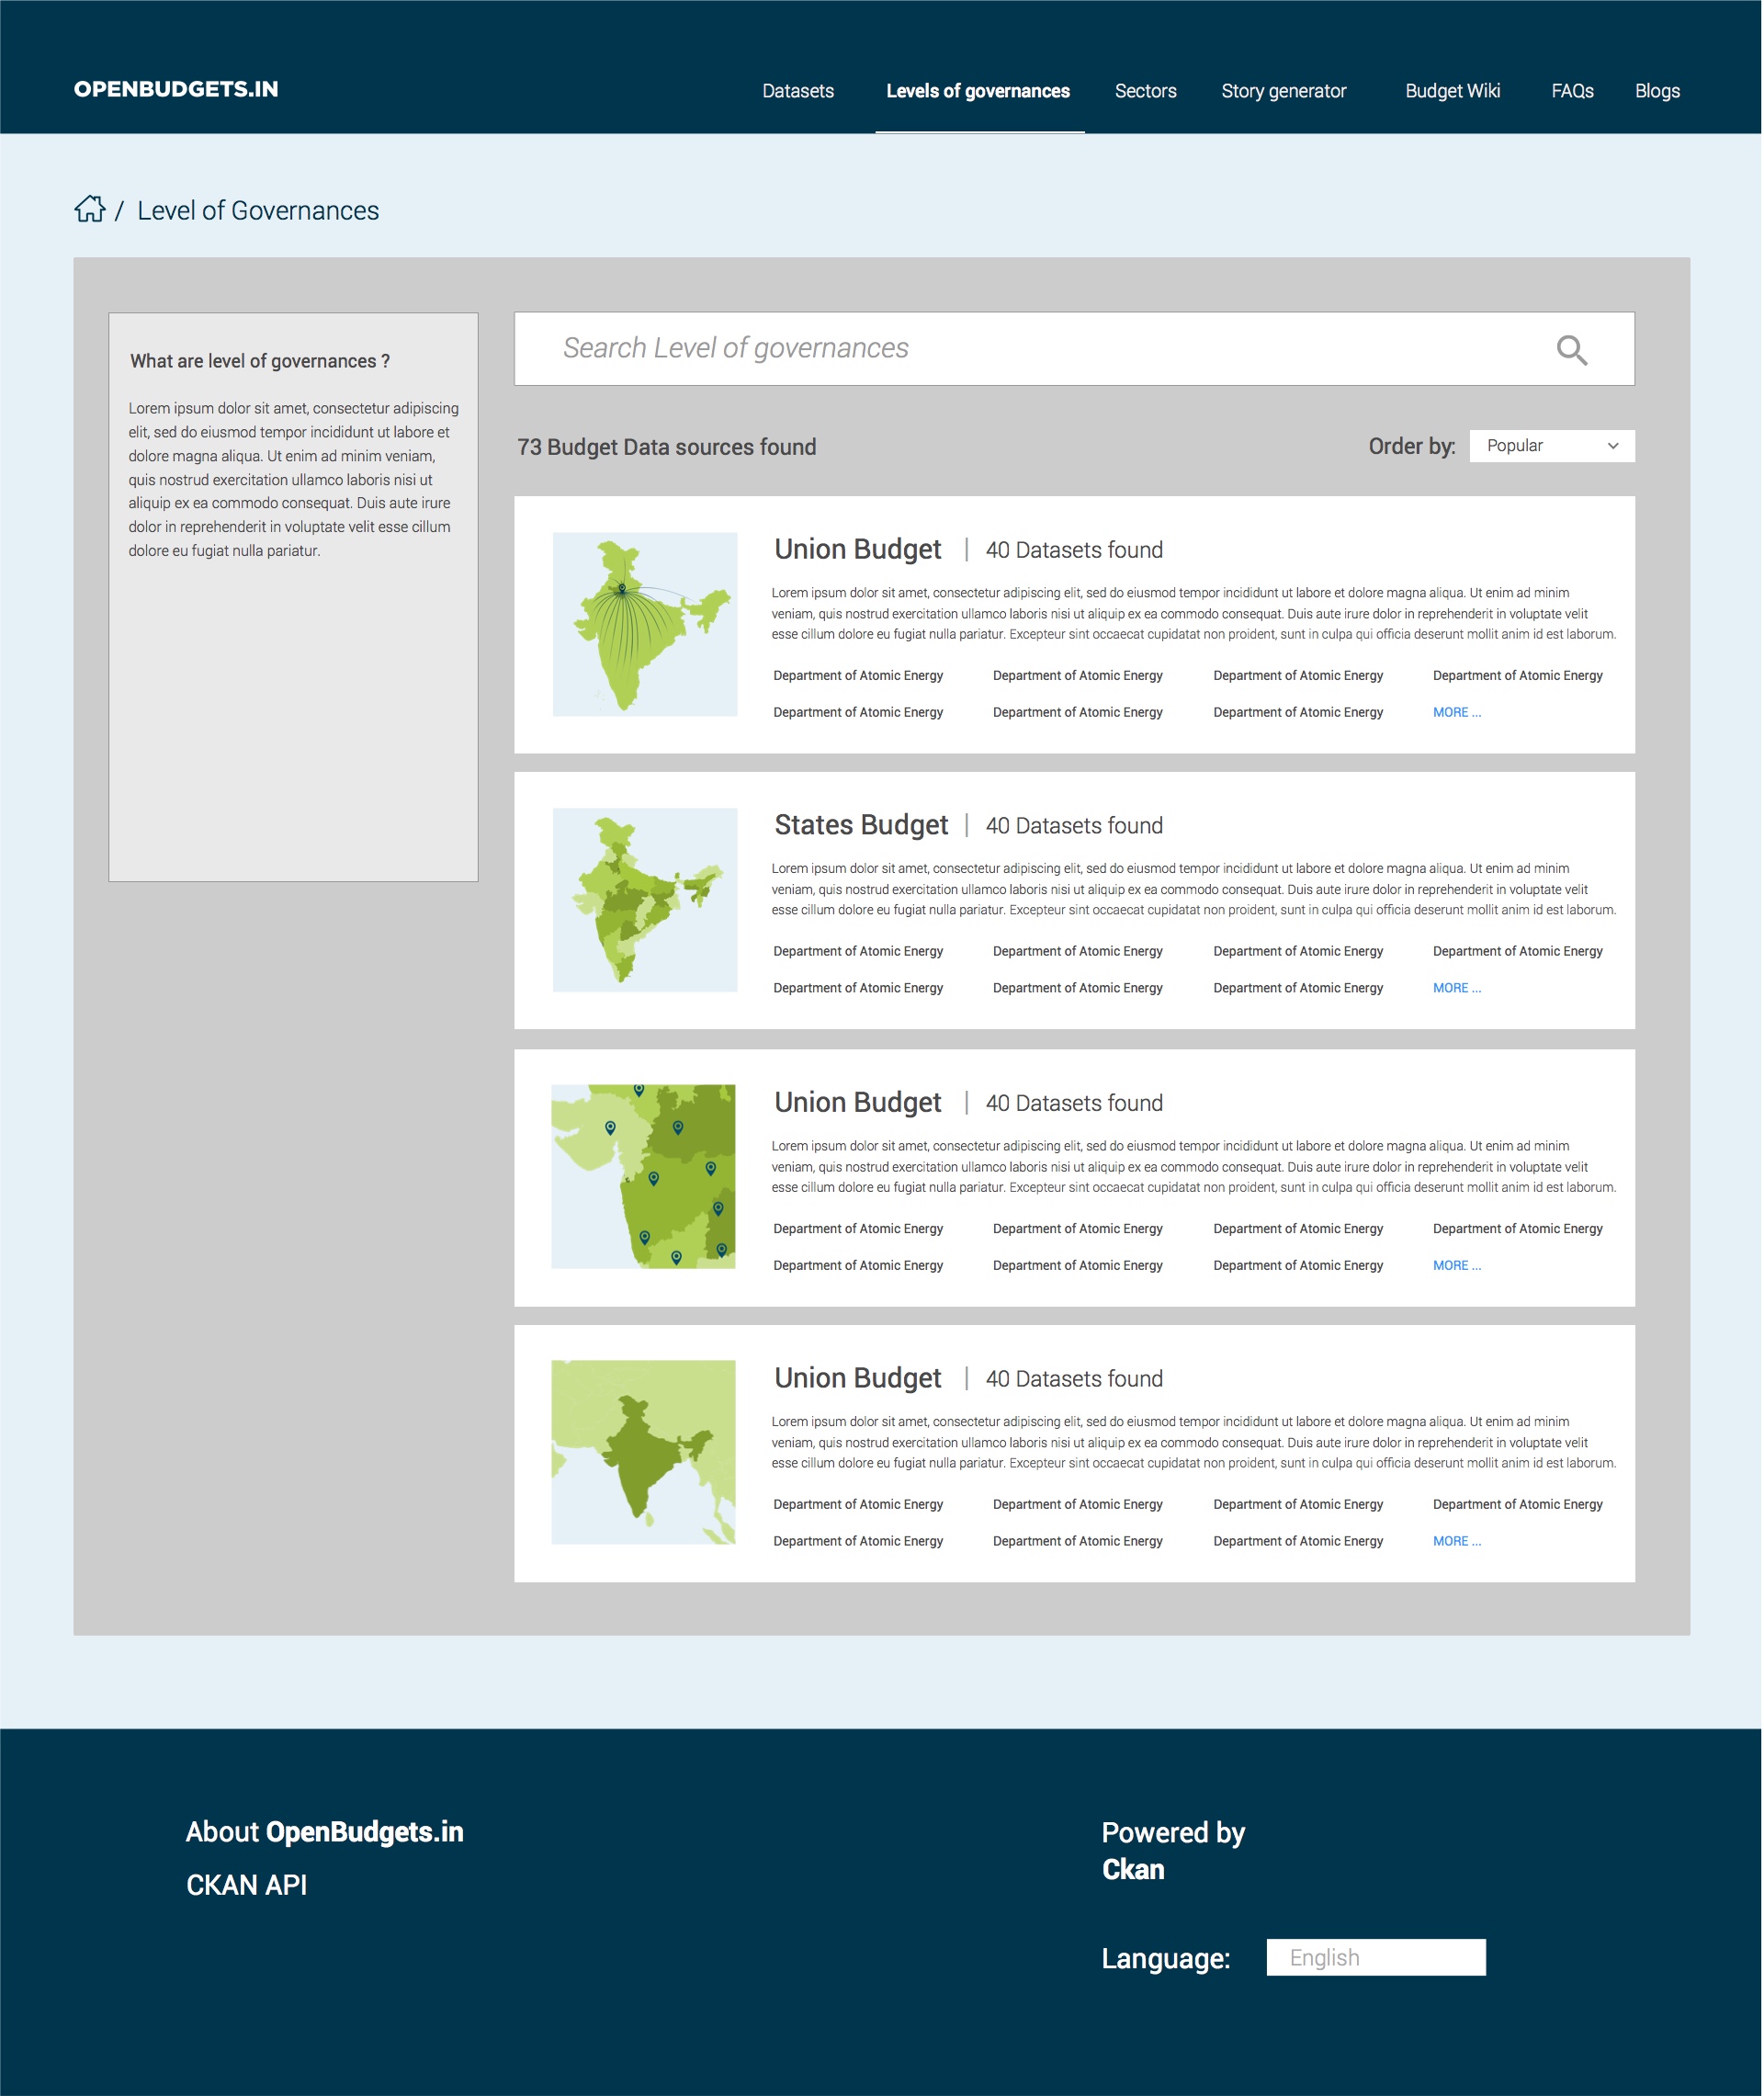 OPENBUDGETS.IN
Datasets Levels of governances Sectors Story generator Budget Wiki FAQs Blogs
/ Level of Governances
What are level of governances ?
Lorem ipsum dolor sit amet, consectetur adipiscing
elit, sed do eiusmod tempor incididunt ut labore et
dolore magna aliqua. Ut enim ad minim veniam,
quis nostrud exercitation ullamco laboris nisi ut
aliquip ex ea commodo consequat. Duis aute irure
dolor in reprehenderit in voluptate velit esse cillum
dolore eu fugiat nulla pariatur.
Search Level of governances
73 Budget Data sources found
Order by: Popular
Union Budget | 40 Datasets found
Lorem ipsum dolor sit amet, consectetur adipiscing elit, sed do eiusmod tempor incididunt ut labore et dolore magna aliqua. Ut enim ad minim
veniam, quis nostrud exercitation ullamco laboris nisi ut aliquip ex ea commodo consequat. Duis aute irure dolor in reprehenderit in voluptate velit
esse cillum dolore eu fugiat nulla pariatur. Excepteur sint occaecat cupidatat non proident, sunt in culpa qui officia deserunt mollit anim id est laborum.
Department of Atomic Energy Department of Atomic Energy Department of Atomic Energy Department of Atomic Energy
Department of Atomic Energy Department of Atomic Energy Department of Atomic Energy MORE ...
States Budget | 40 Datasets found
Lorem ipsum dolor sit amet, consectetur adipiscing elit, sed do eiusmod tempor incididunt ut labore et dolore magna aliqua. Ut enim ad minim
veniam, quis nostrud exercitation ullamco laboris nisi ut aliquip ex ea commodo consequat. Duis aute irure dolor in reprehenderit in voluptate velit
esse cillum dolore eu fugiat nulla pariatur. Excepteur sint occaecat cupidatat non proident, sunt in culpa qui officia deserunt mollit anim id est laborum.
Department of Atomic Energy Department of Atomic Energy Department of Atomic Energy Department of Atomic Energy
Department of Atomic Energy Department of Atomic Energy Department of Atomic Energy MORE ...
Union Budget | 40 Datasets found
Lorem ipsum dolor sit amet, consectetur adipiscing elit, sed do eiusmod tempor incididunt ut labore et dolore magna aliqua. Ut enim ad minim
veniam, quis nostrud exercitation ullamco laboris nisi ut aliquip ex ea commodo consequat. Duis aute irure dolor in reprehenderit in voluptate velit
esse cillum dolore eu fugiat nulla pariatur. Excepteur sint occaecat cupidatat non proident, sunt in culpa qui officia deserunt mollit anim id est laborum.
Department of Atomic Energy Department of Atomic Energy Department of Atomic Energy Department of Atomic Energy
Department of Atomic Energy Department of Atomic Energy Department of Atomic Energy MORE ...
Union Budget | 40 Datasets found
Lorem ipsum dolor sit amet, consectetur adipiscing elit, sed do eiusmod tempor incididunt ut labore et dolore magna aliqua. Ut enim ad minim
veniam, quis nostrud exercitation ullamco laboris nisi ut aliquip ex ea commodo consequat. Duis aute irure dolor in reprehenderit in voluptate velit
esse cillum dolore eu fugiat nulla pariatur. Excepteur sint occaecat cupidatat non proident, sunt in culpa qui officia deserunt mollit anim id est laborum.
Department of Atomic Energy Department of Atomic Energy Department of Atomic Energy Department of Atomic Energy
Department of Atomic Energy Department of Atomic Energy Department of Atomic Energy MORE ...
About OpenBudgets.in
CKAN API
Powered by
Ckan
Language: English